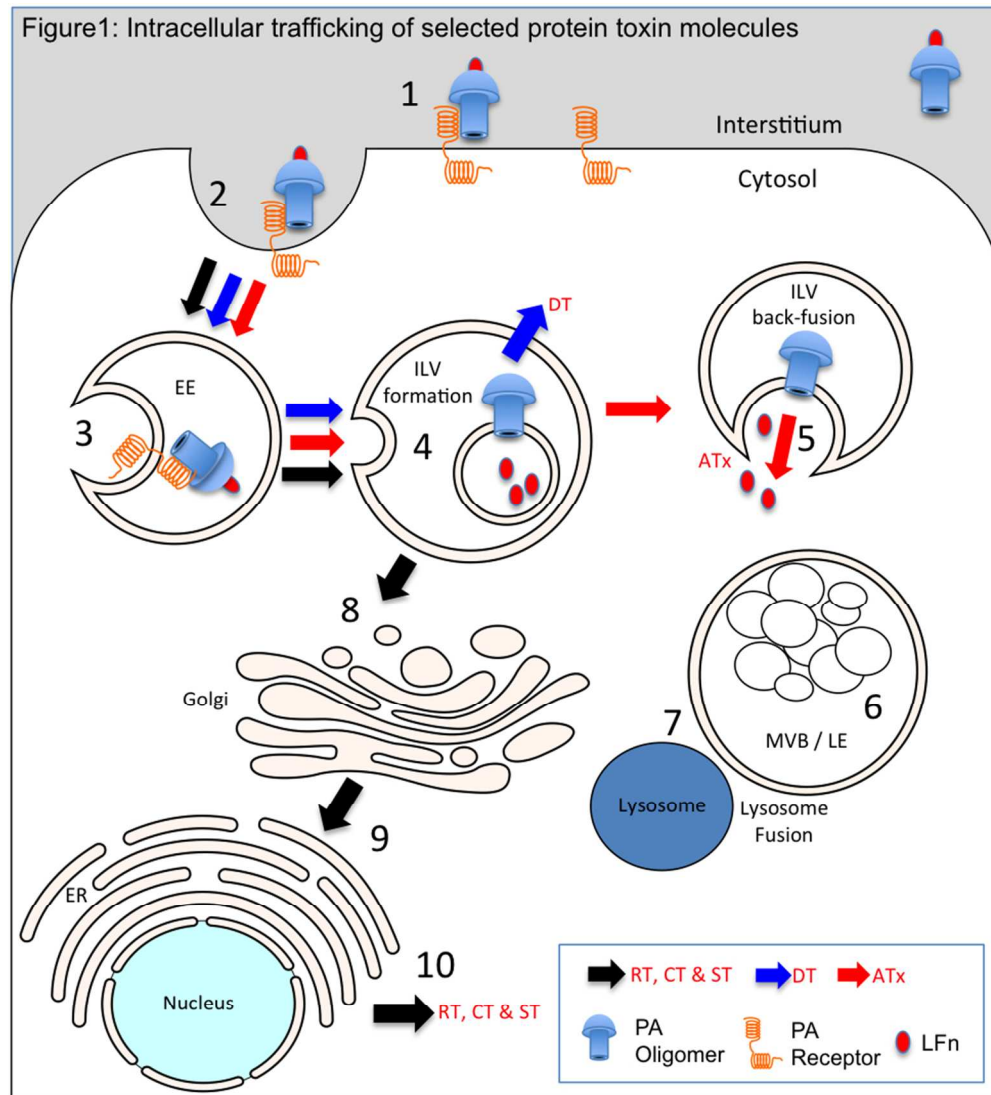 Figure1: Intracellular trafficking of selected protein toxin molecules
1
Interstitium
Cytosol
2
ILV
back-fusion
DT
ILV
formation
EE
3
4
5
ATx
8
Golgi
6
7
MVB / LE
Lysosome
Lysosome
Fusion
9
ER
10
Nucleus
RT, CT & ST
RT, CT & ST
DT
ATx
PA
Oligomer
PA
Receptor
LFn